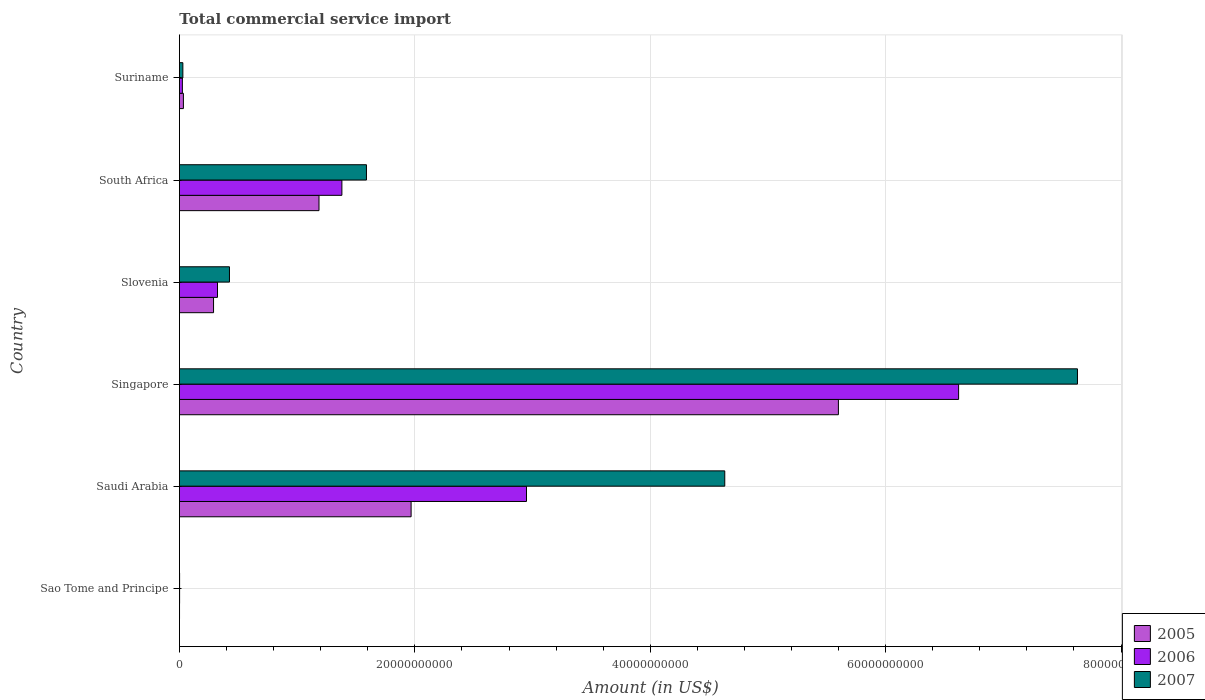 Total commercial service import
Suriname
South Africa
Slovenia
Singapore
Saudi Arabia
Sao Tome and Principe
Country
0
20000000000
40000000000
60000000000
800000
Amount (in US$)
2005
2006
2007